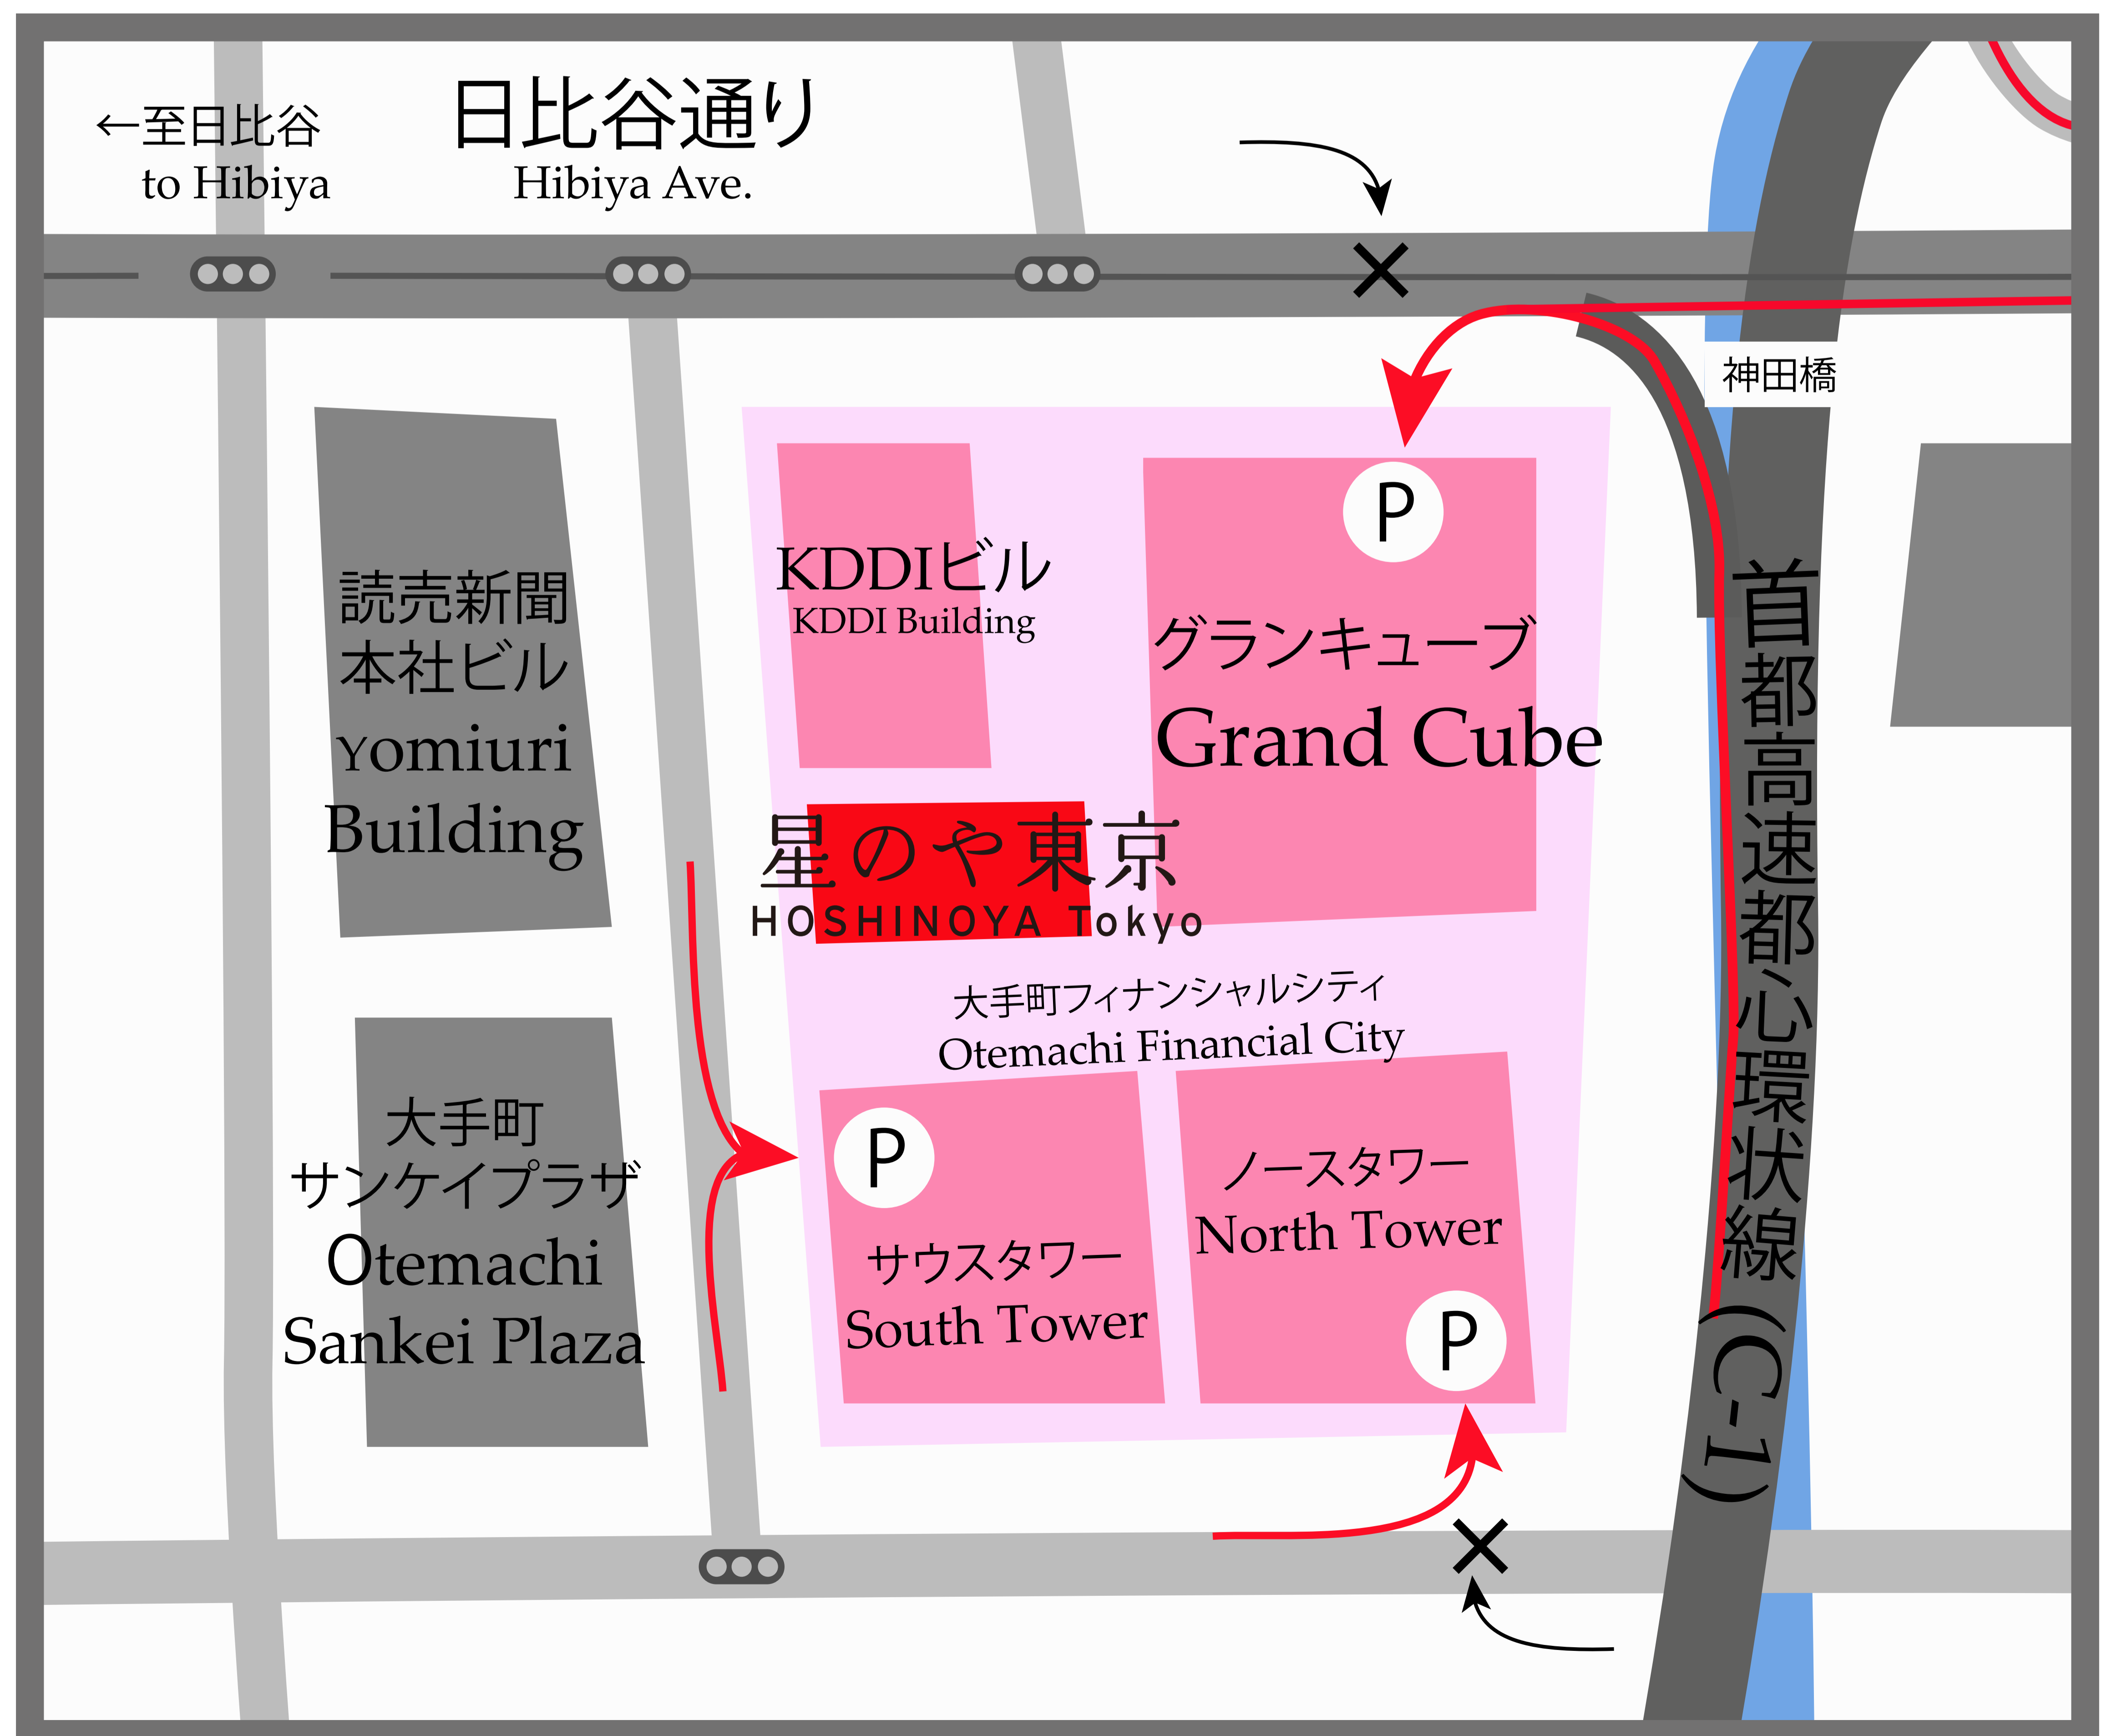 ←至日比谷
to Hibiya
日比谷通り
Hibiya Ave.
神田橋
読売新聞
本社ビル
Yomiuri
Building
KDDIビル
KDDI Building
P
グランキューブ
Grand Cube
星のや東京
HOSHINOYA Tokyo
大手町フィナンシャルシティ
Otemachi Financial City
大手町
サンケイプラザ
Otemachi
Sankei Plaza
P
サウスタワー
South Tower
ノースタワー
North Tower
P
首都高速都心環状線(C-1)